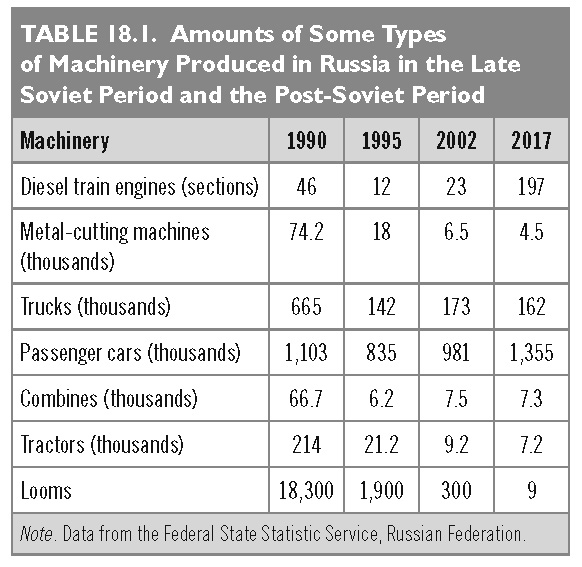 TABLE 18.1. Amounts of Some Types
of Machinery Produced in Russia in the Late
Soviet Period and the Post-Soviet Period
Machinery 1990 1995 2002 2017
Diesel train engines (sections) 46 12 23 197
Metal-cutting machines
(thousands) 74.2 18 6.5 4.5
Trucks (thousands) 665 142 173 162
Passenger cars (thousands) 1,103 835 981 1,355
Combines (thousands) 66.7 6.2 7.5 7.3
Tractors (thousands) 214 21.2 9.2 7.2
Looms 18,300 1,900 300 9
Note. Data from the Federal State Statistic Service, Russian Federation.